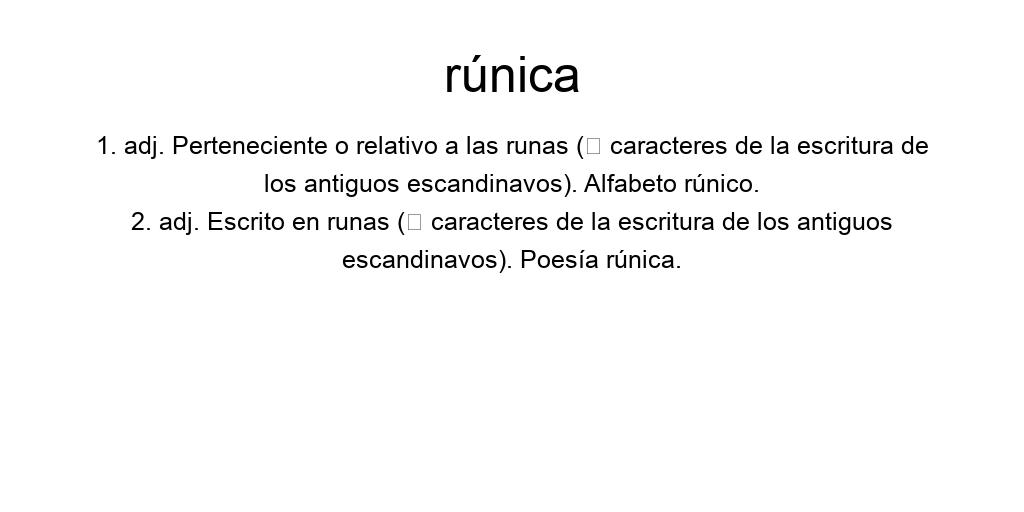 rúnica
1. adj. Perteneciente o relativo a las runas (□ caracteres de la escritura de
los antiguos escandinavos). Alfabeto rúnico.
2. adj. Escrito en runas (□ caracteres de la escritura de los antiguos
escandinavos). Poesía rúnica.